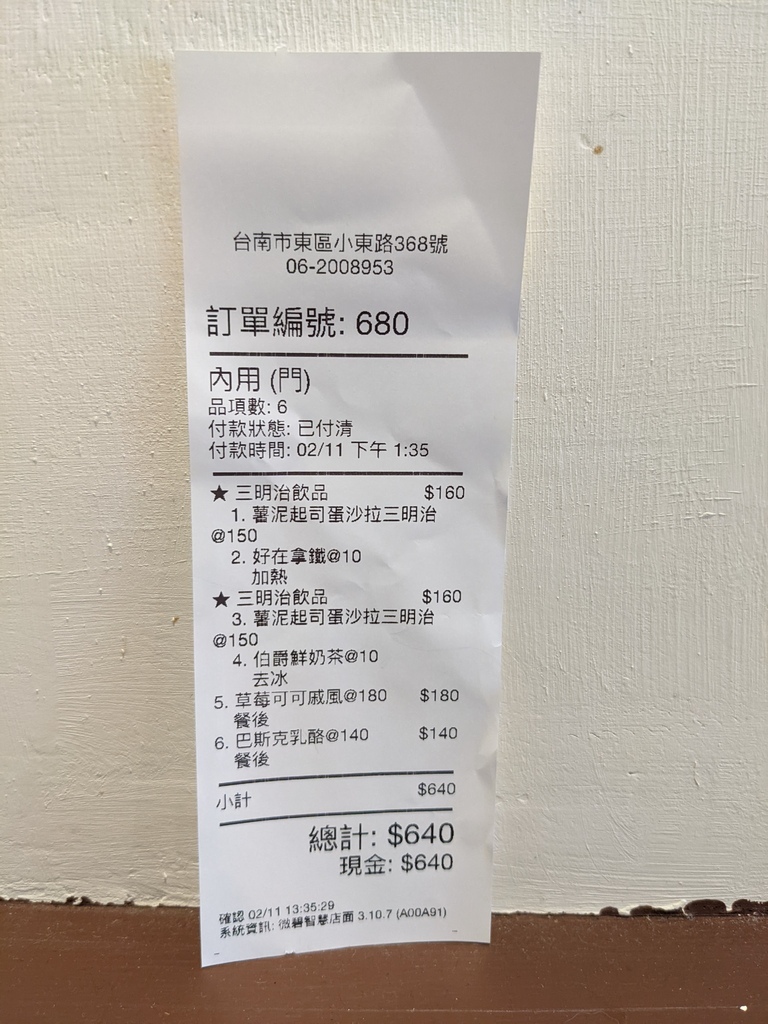 台南市東區小東路368號
06-2008953
訂單編號: 680
內用 (門)
品項數: 6
付款狀態: 已付清
付款時間: 02/11 下午 1:35
★ 三明治飲品 $160
1. 薯泥起司蛋沙拉三明治
@150
2. 好在拿鐵@10
加熱
★ 三明治飲品 $160
3. 薯泥起司蛋沙拉三明治
@150
4. 伯爵鮮奶茶@10
去冰
5. 草莓可可戚風@180 $180
餐後
6. 巴斯克乳酪@140 $140
餐後
小計 $640
總計: $640
現金: $640
確認 02/11 13:35:29
系統資訊: 微碧智慧店面 3.10.7 (A00A91)